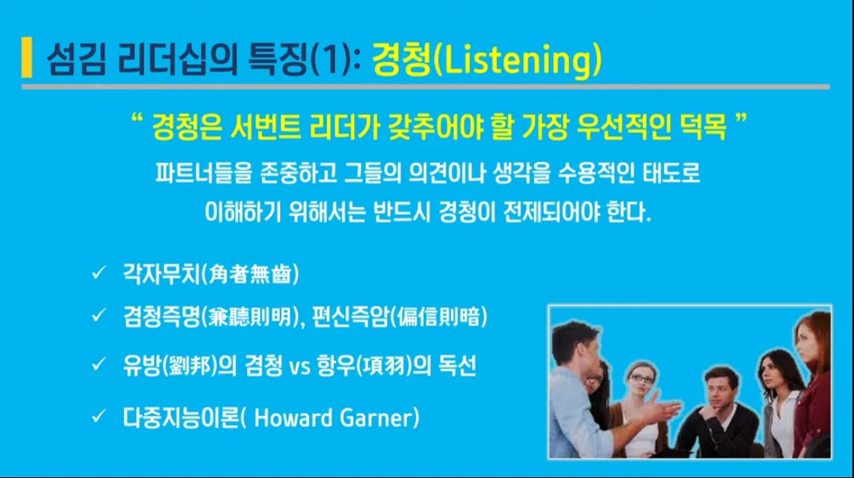 섬김 리더십의 특징(1): 경청(Listening)
“ 경청은 서번트 리더가 갖추어야 할 가장 우선적인 덕목 ”
파트너들을 존중하고 그들의 의견이나 생각을 수용적인 태도로
이해하기 위해서는 반드시 경청이 전제되어야 한다.
✓ 각자무치(角者無齒)
✓ 겸청즉명(兼聽則明), 편신즉암(偏信則暗)
✓ 유방(劉邦)의 겸청 vs 항우(項羽)의 독선
✓ 다중지능이론( Howard Garner)